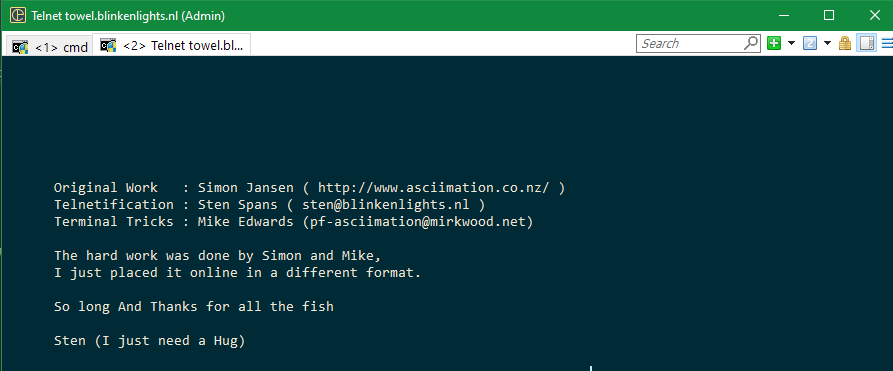 Telnet towel.blinkenlights.nl (Admin)
<1> cmd
<2> Telnet towel.bl...
Search
Original Work   : Simon Jansen ( http://www.asciimation.co.nz/ )
Telnetification : Sten Spans ( sten@blinkenlights.nl )
Terminal Tricks : Mike Edwards (pf-asciimation@mirkwood.net)
The hard work was done by Simon and Mike,
I just placed it online in a different format.
So long And Thanks for all the fish
Sten (I just need a Hug)